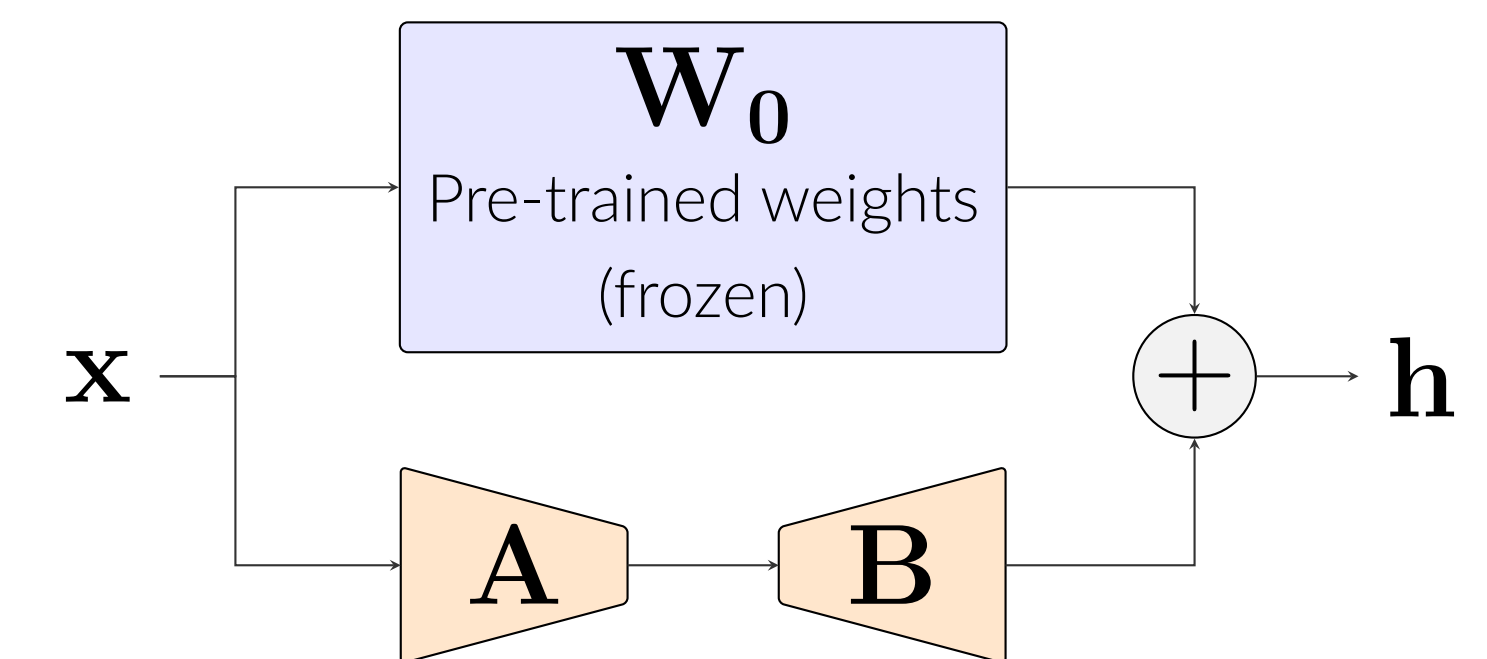 W₀
Pre-trained weights
(frozen)
x
+
h
A
B